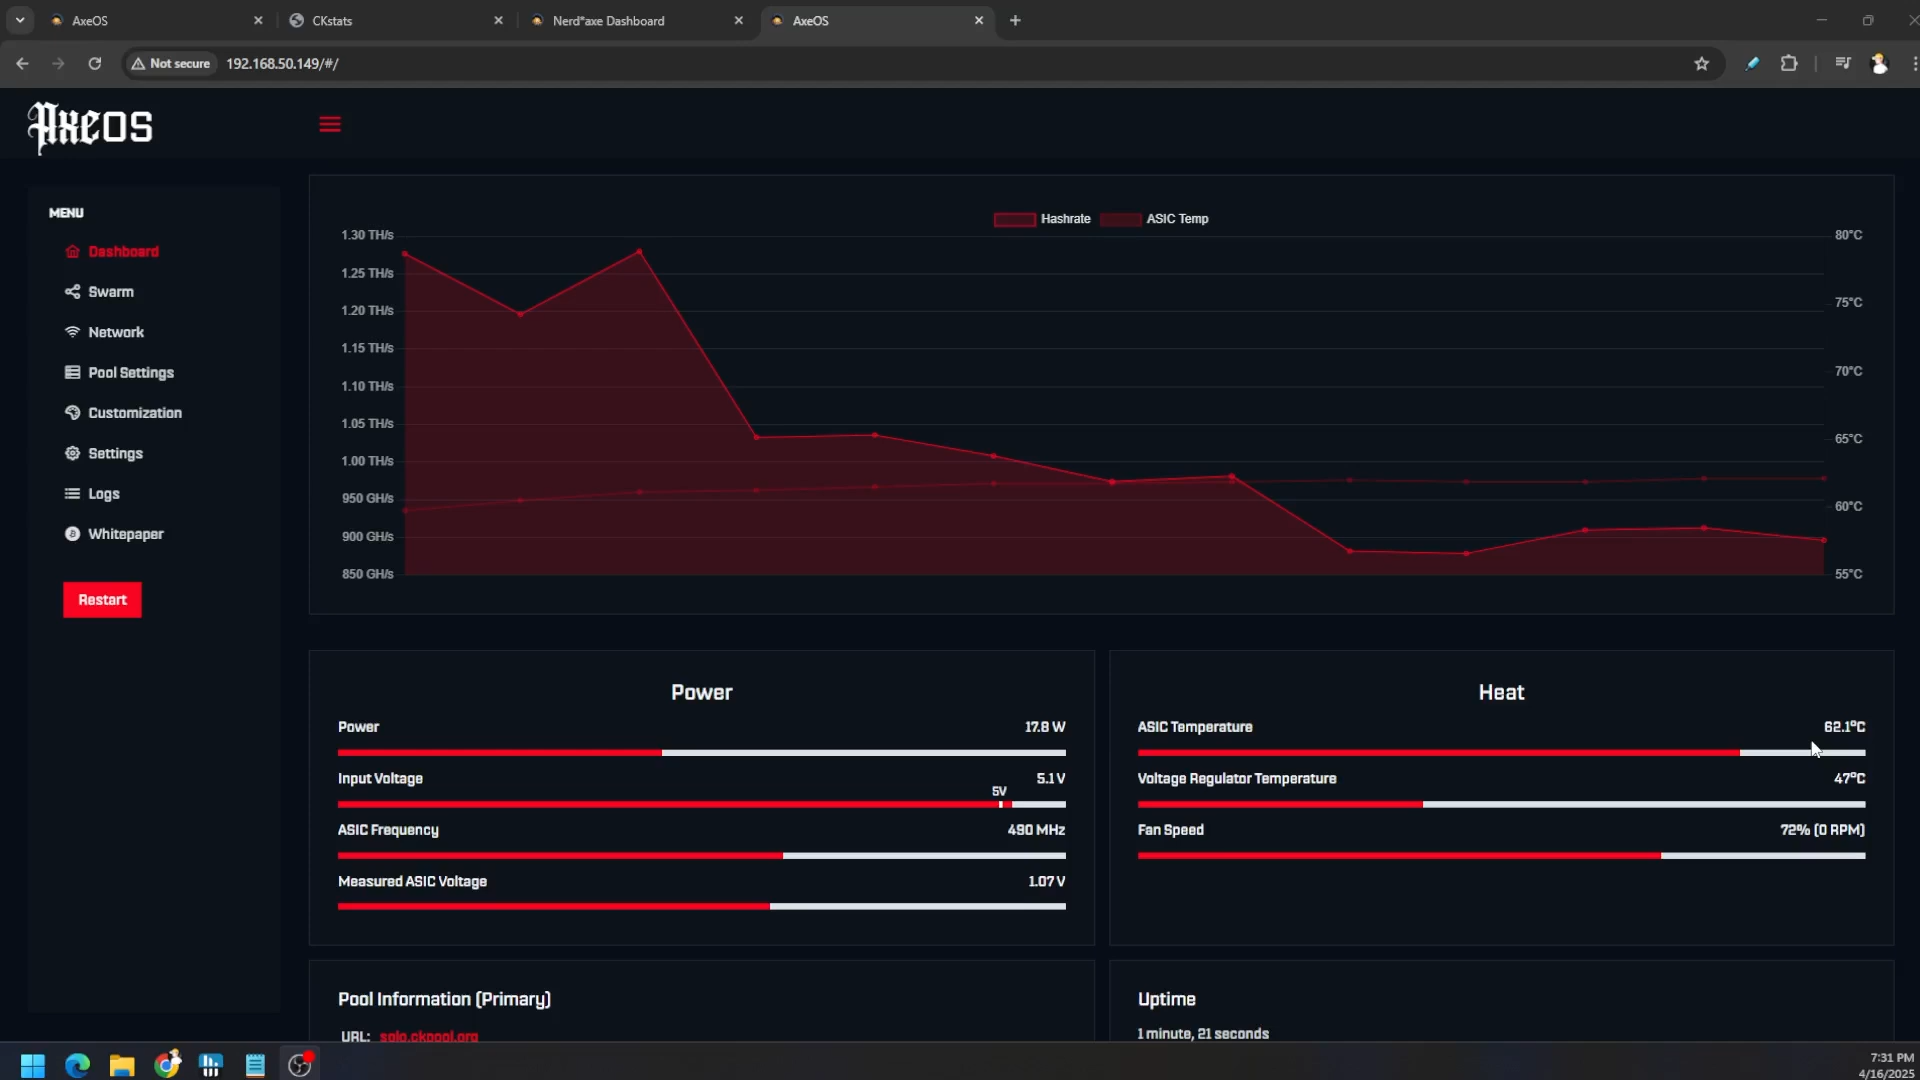 AxeOS
CKstats
Nerd*axe Dashboard
AxeOS
Not secure
192.168.50.149/#/
AxeOS
MENU
Dashboard
Swarm
Network
Pool Settings
Customization
Settings
Logs
Whitepaper
Restart
Hashrate
ASIC Temp
1.30 TH/s
1.25 TH/s
1.20 TH/s
1.15 TH/s
1.10 TH/s
1.05 TH/s
1.00 TH/s
950 GH/s
900 GH/s
850 GH/s
80°C
75°C
70°C
65°C
60°C
55°C
Power
Power 17.8 W
Input Voltage 5.1 V
5V
ASIC Frequency 490 MHz
Measured ASIC Voltage 1.07 V
Heat
ASIC Temperature 62.1°C
Voltage Regulator Temperature 47°C
Fan Speed 72% (0 RPM)
Pool Information (Primary)
URL: solo.ckpool.org
Uptime
1 minute, 21 seconds
7:31 PM
4/16/2025